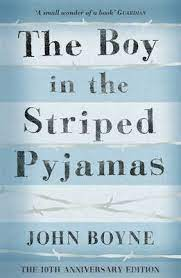 'A small wonder of a book' GUARDIAN
The Boy
in the
Striped
Pyjamas
JOHN BOYNE
THE 10TH ANNIVERSARY EDITION